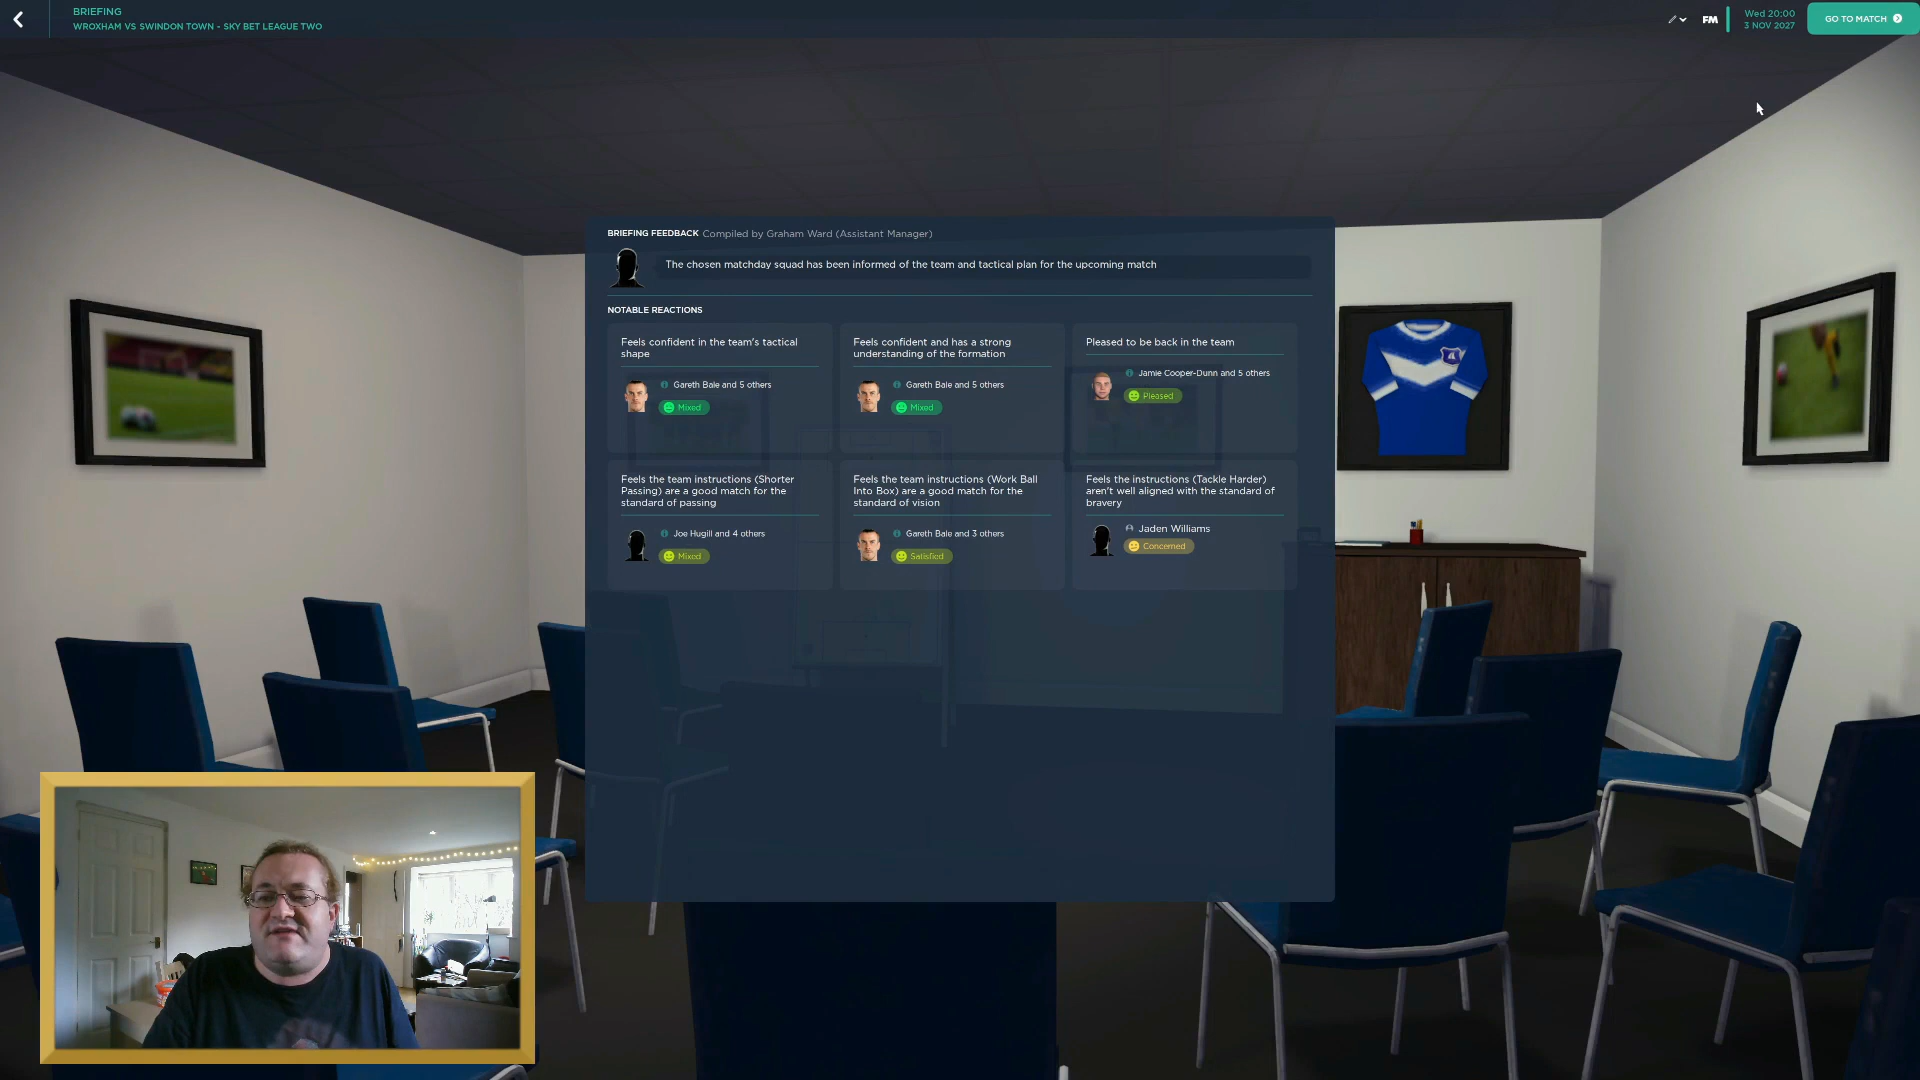 BRIEFING
WROXHAM VS SWINDON TOWN - SKY BET LEAGUE TWO
FM
Wed 20:00
3 NOV 2027
GO TO MATCH
BRIEFING FEEDBACK Compiled by Graham Ward (Assistant Manager)
The chosen matchday squad has been informed of the team and tactical plan for the upcoming match
NOTABLE REACTIONS
Feels confident in the team's tactical
shape
Gareth Bale and 5 others
Mixed
Feels confident and has a strong
understanding of the formation
Gareth Bale and 5 others
Mixed
Pleased to be back in the team
Jamie Cooper-Dunn and 5 others
Pleased
Feels the team instructions (Shorter
Passing) are a good match for the
standard of passing
Joe Hugill and 4 others
Mixed
Feels the team instructions (Work Ball
Into Box) are a good match for the
standard of vision
Gareth Bale and 3 others
Satisfied
Feels the instructions (Tackle Harder)
aren't well aligned with the standard of
bravery
Jaden Williams
Concerned